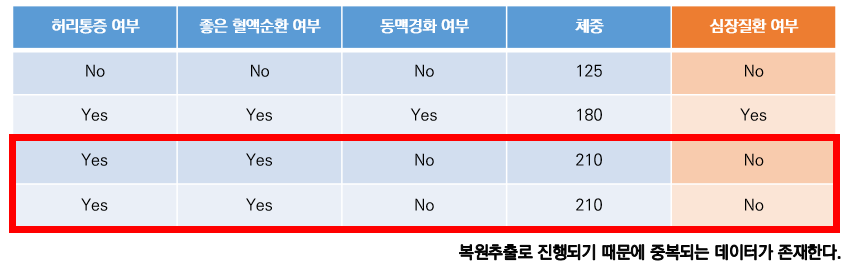 허리통증 여부 좋은 혈액순환 여부 동맥경화 여부 체중 심장질환 여부
No No No 125 No
Yes Yes Yes 180 Yes
Yes Yes No 210 No
Yes Yes No 210 No
복원추출로 진행되기 때문에 중복되는 데이터가 존재한다.